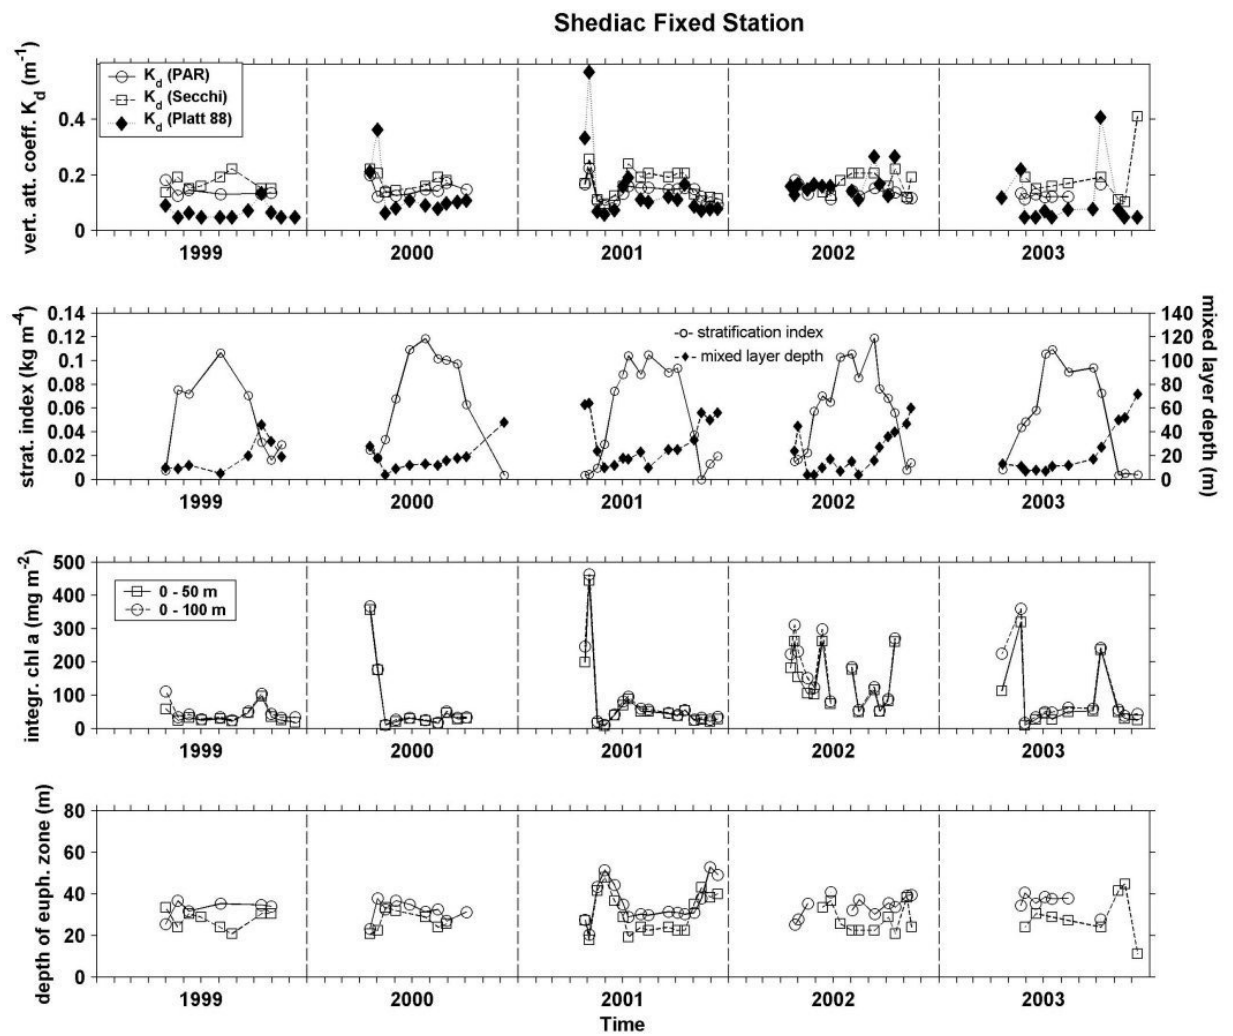 Shediac Fixed Station
vert. att. coeff. K_d (m^-1)
K_d (PAR)
K_d (Secchi)
K_d (Platt 88)
0.4
0.2
0
1999 2000 2001 2002 2003
strat. index (kg m^-4)
mixed layer depth (m)
0.14 140
0.12 120
0.1 100
0.08 80
0.06 60
0.04 40
0.02 20
0 0
stratification index
mixed layer depth
1999 2000 2001 2002 2003
integr. chl a (mg m^-2)
500
400
300
200
100
0
0 - 50 m
0 - 100 m
1999 2000 2001 2002 2003
depth of euph. zone (m)
80
60
40
20
0
1999 2000 2001 2002 2003
Time